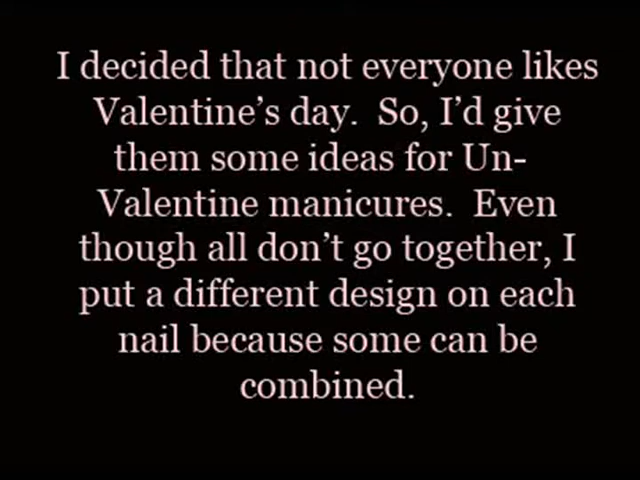 I decided that not everyone likes
Valentine’s day.  So, I’d give
them some ideas for Un-
Valentine manicures.  Even
though all don’t go together, I
put a different design on each
nail because some can be
combined.